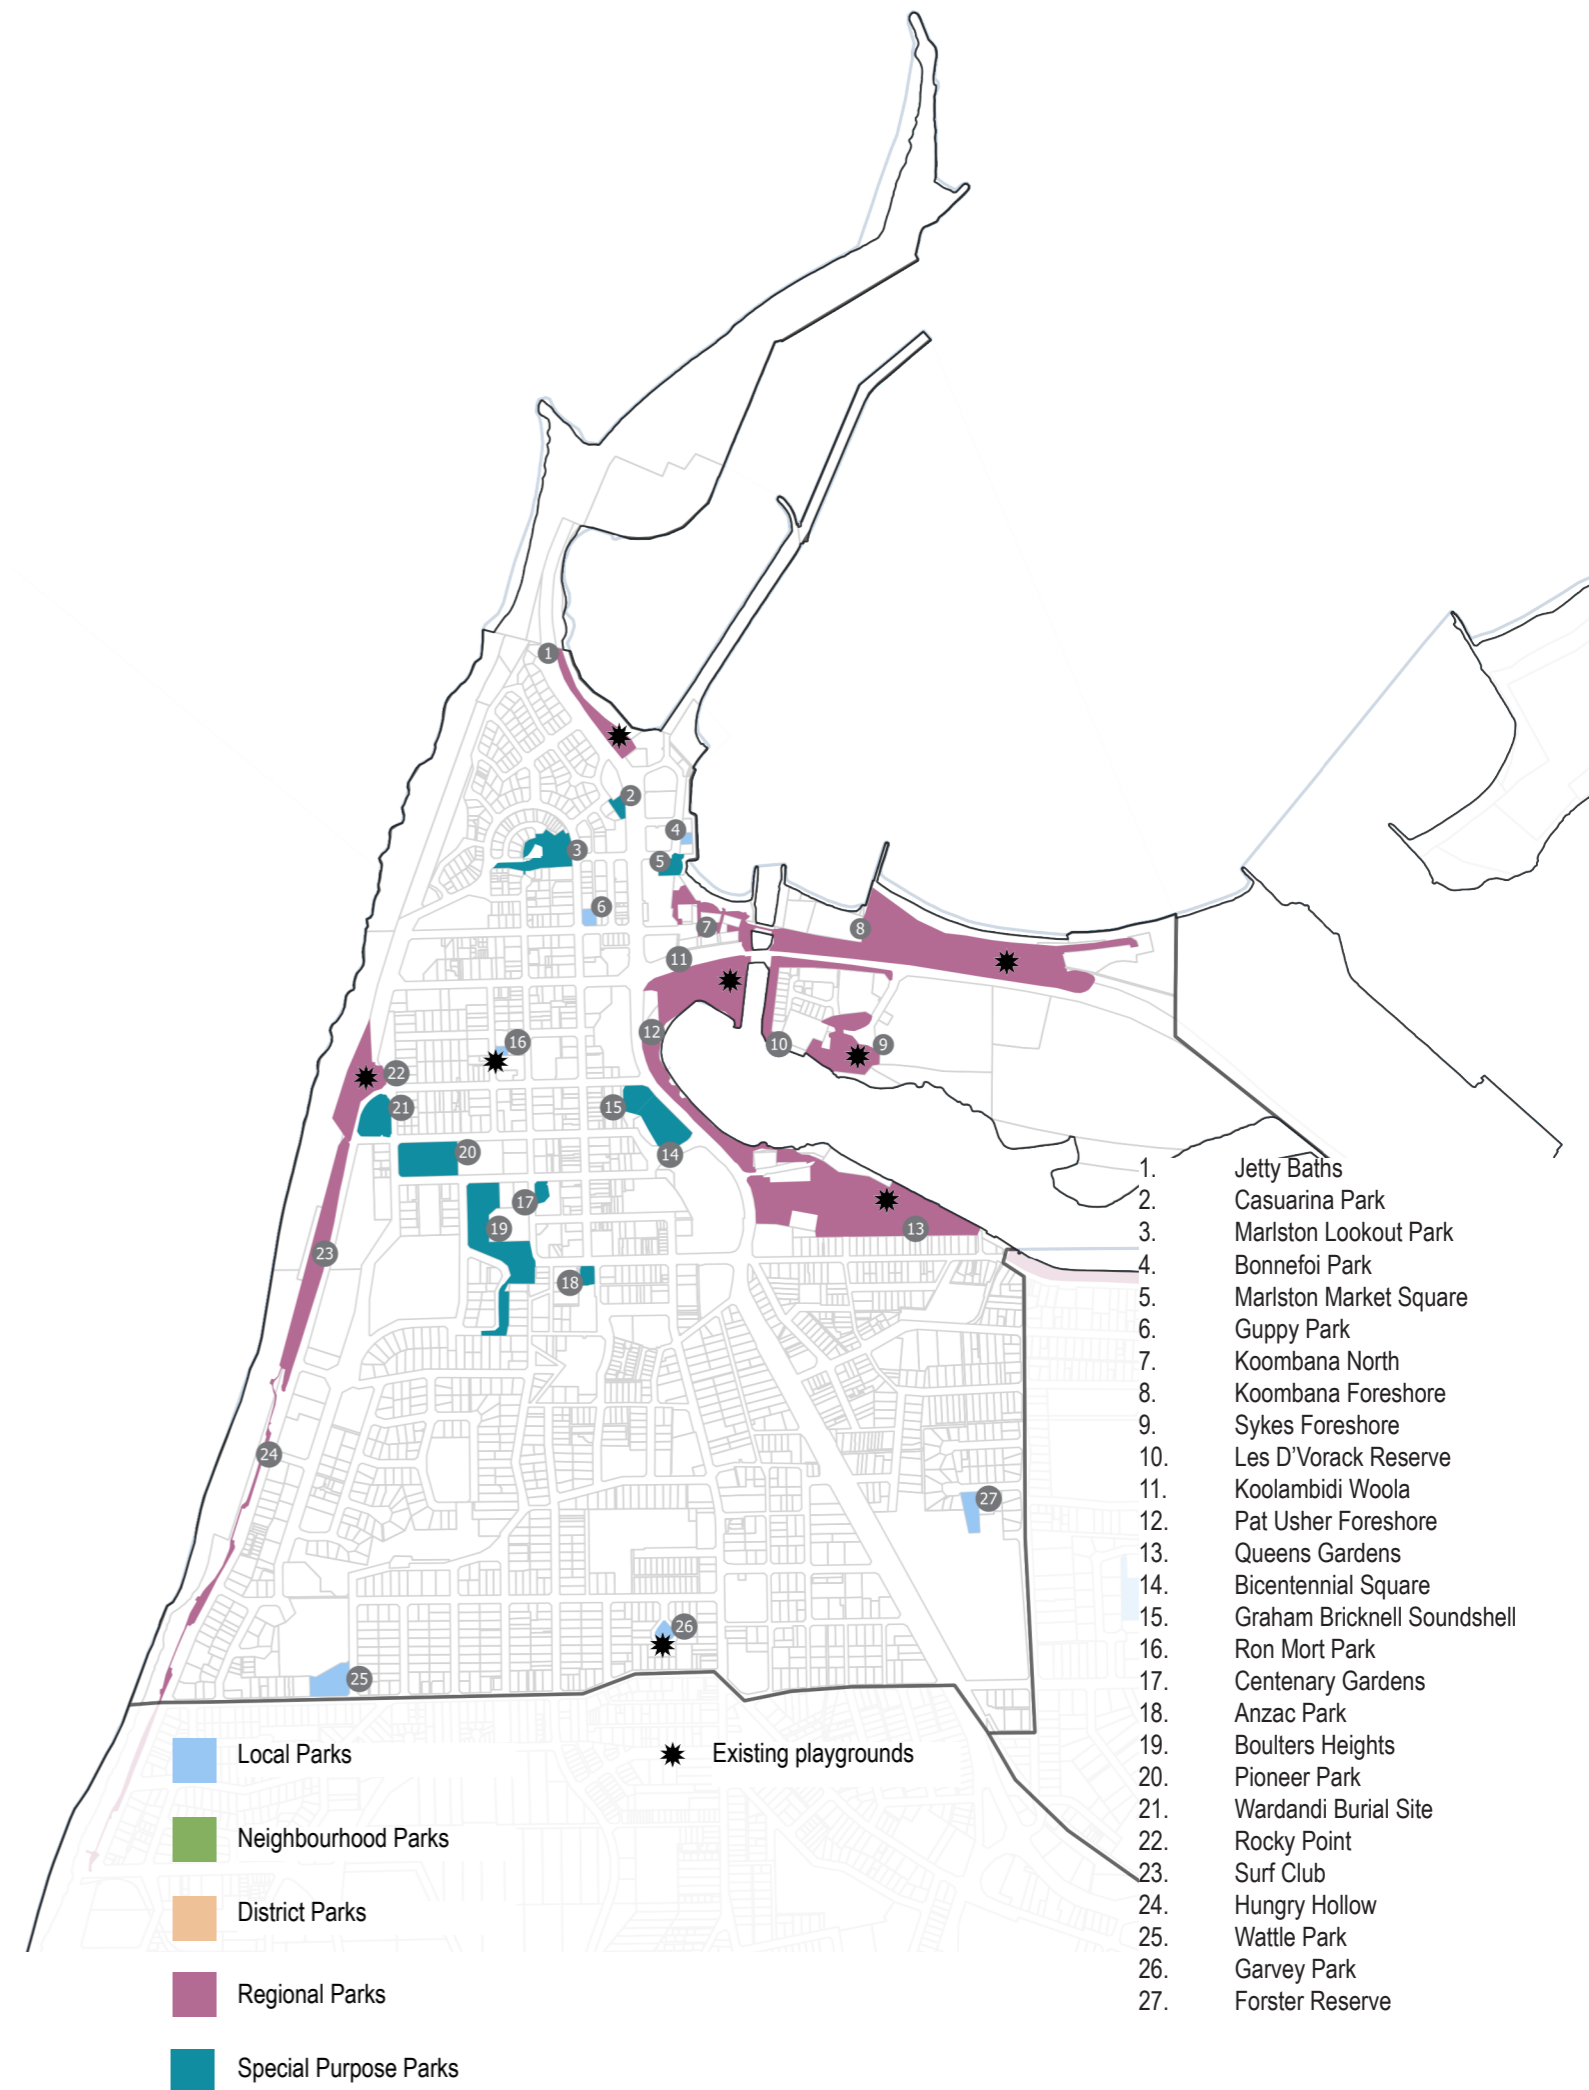 1
2
4
3
5
6
7
8
11
12
10
9
16
22
21
15
20
14
17
19
13
23
18
24
27
26
25
1. Jetty Baths
2. Casuarina Park
3. Marlston Lookout Park
4. Bonnefoi Park
5. Marlston Market Square
6. Guppy Park
7. Koombana North
8. Koombana Foreshore
9. Sykes Foreshore
10. Les D'Vorack Reserve
11. Koolambidi Woola
12. Pat Usher Foreshore
13. Queens Gardens
14. Bicentennial Square
15. Graham Bricknell Soundshell
16. Ron Mort Park
17. Centenary Gardens
18. Anzac Park
19. Boulters Heights
20. Pioneer Park
21. Wardandi Burial Site
22. Rocky Point
23. Surf Club
24. Hungry Hollow
25. Wattle Park
26. Garvey Park
27. Forster Reserve
Local Parks
Existing playgrounds
Neighbourhood Parks
District Parks
Regional Parks
Special Purpose Parks